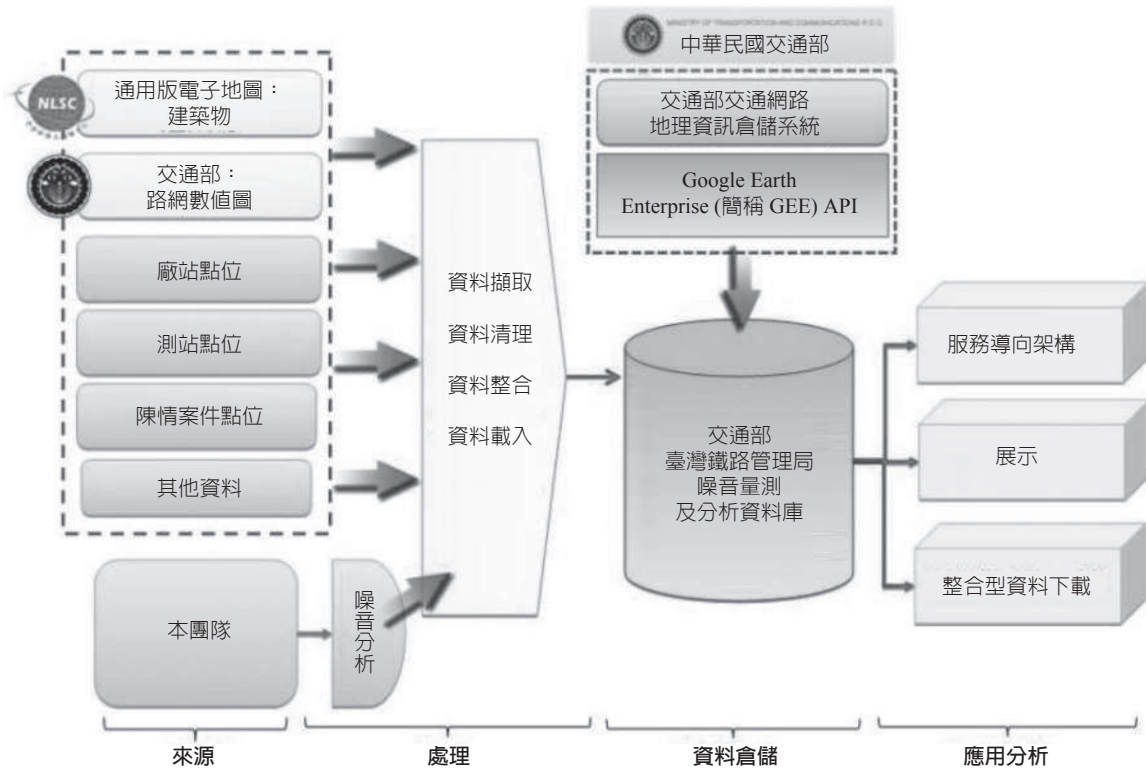 MINISTRY OF TRANSPORTATION AND COMMUNICATIONS R.O.C
中華民國交通部
NLSC
通用版電子地圖：
建築物
交通部：
路網數值圖
廠站點位
測站點位
陳情案件點位
其他資料
本團隊
噪音分析
資料擷取
資料清理
資料整合
資料載入
交通部交通網路
地理資訊倉儲系統
Google Earth
Enterprise (簡稱 GEE) API
交通部
臺灣鐵路管理局
噪音量測
及分析資料庫
服務導向架構
展示
整合型資料下載
來源
處理
資料倉儲
應用分析